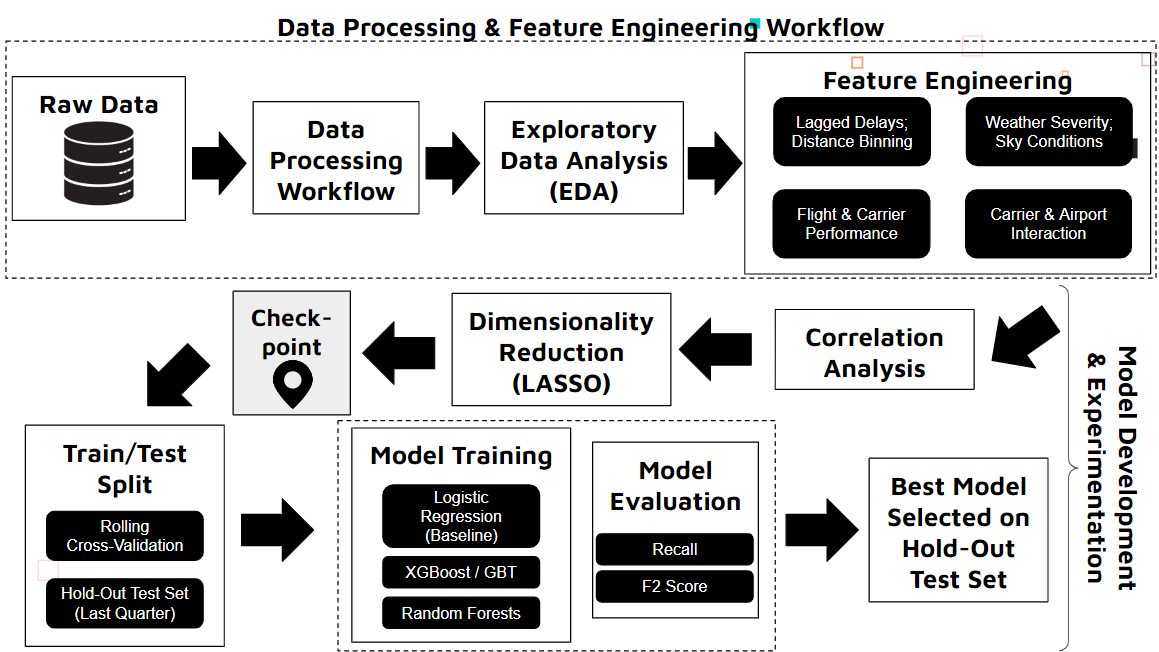 Data Processing & Feature Engineering Workflow
Raw Data
Data
Processing
Workflow
Exploratory
Data Analysis
(EDA)
Feature Engineering
Lagged Delays;
Distance Binning
Weather Severity;
Sky Conditions
Flight & Carrier
Performance
Carrier & Airport
Interaction
Correlation
Analysis
Dimensionality
Reduction
(LASSO)
Check-
point
Train/Test
Split
Rolling
Cross-Validation
Hold-Out Test Set
(Last Quarter)
Model Training
Logistic
Regression
(Baseline)
XGBoost / GBT
Random Forests
Model
Evaluation
Recall
F2 Score
Best Model
Selected on
Hold-Out
Test Set
Model Development
& Experimentation